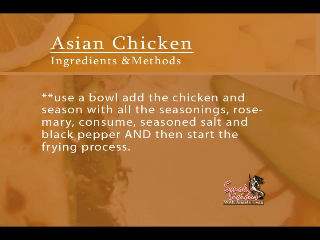 Asian Chicken
Ingredients &Methods
**use a bowl add the chicken and
season with all the seasonings, rose-
mary, consume, seasoned salt and
black pepper AND then start the
frying process.